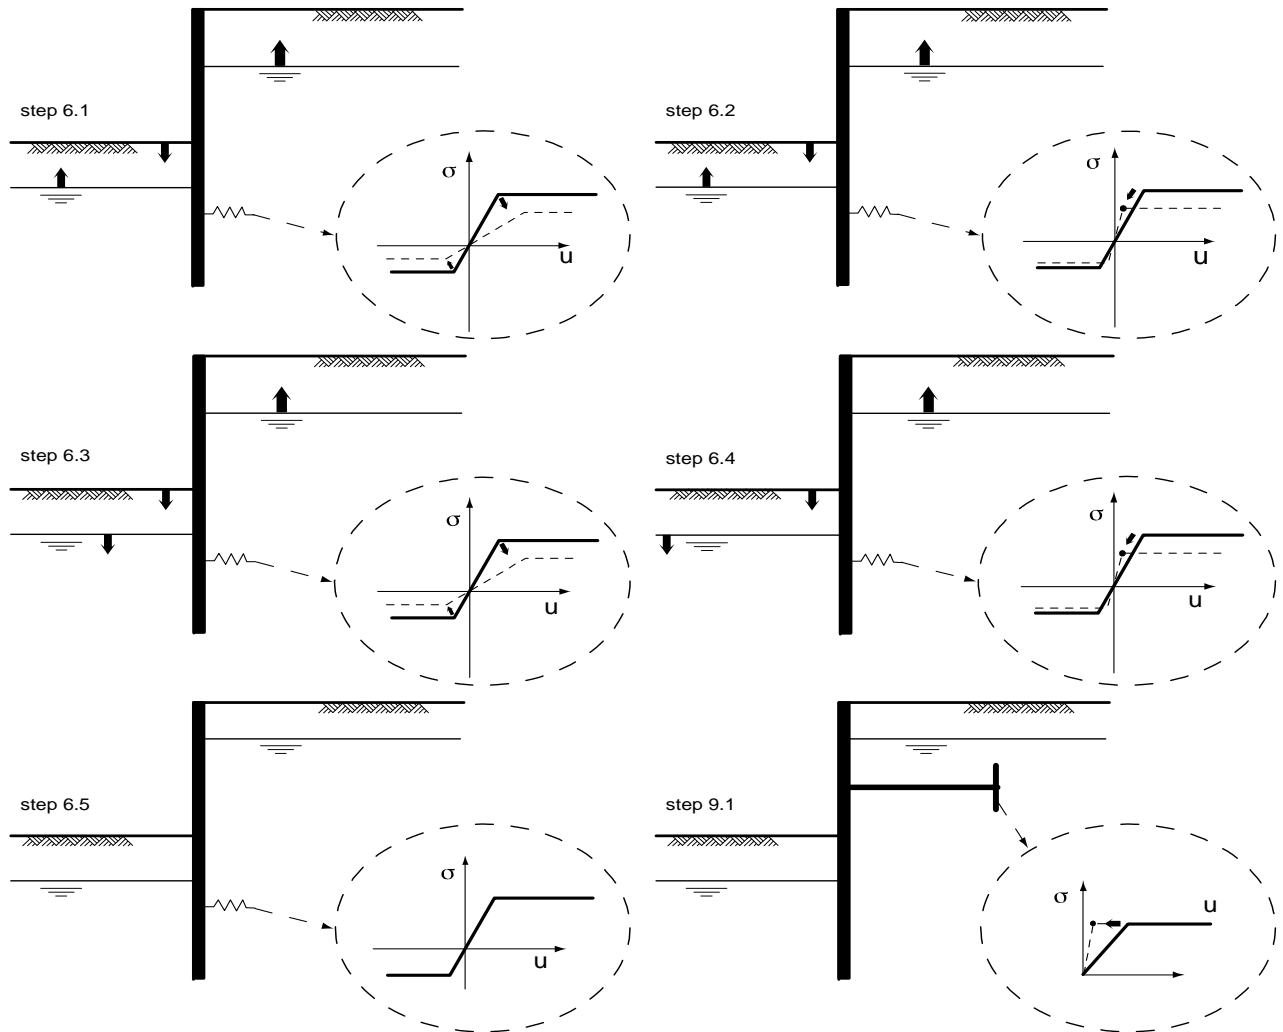 step 6.1
σ
u
step 6.2
σ
u
step 6.3
σ
u
step 6.4
σ
u
step 6.5
σ
u
step 9.1
σ
u